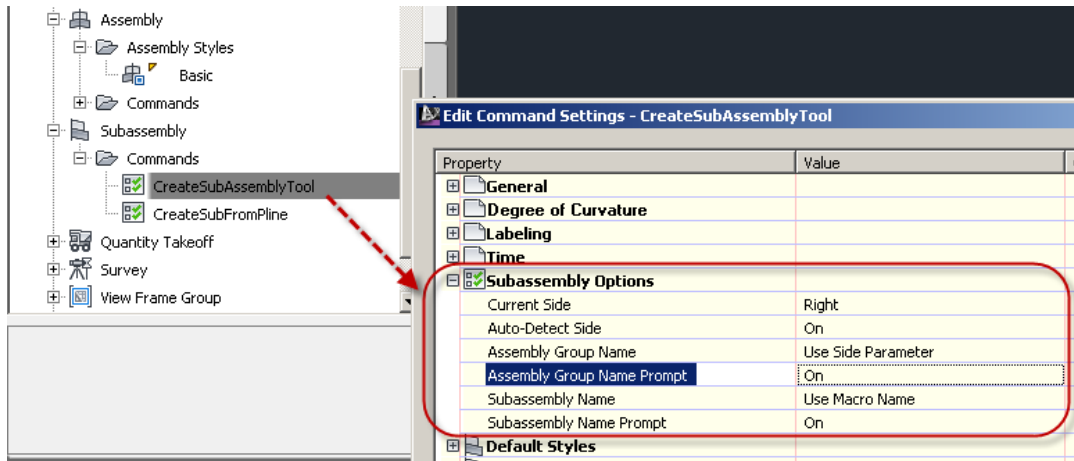 Assembly
Assembly Styles
Basic
Commands
Subassembly
Commands
CreateSubAssemblyTool
CreateSubFromPline
Quantity Takeoff
Survey
View Frame Group
Edit Command Settings - CreateSubAssemblyTool
Property Value
General
Degree of Curvature
Labeling
Time
Subassembly Options
Current Side Right
Auto-Detect Side On
Assembly Group Name Use Side Parameter
Assembly Group Name Prompt On
Subassembly Name Use Macro Name
Subassembly Name Prompt On
Default Styles